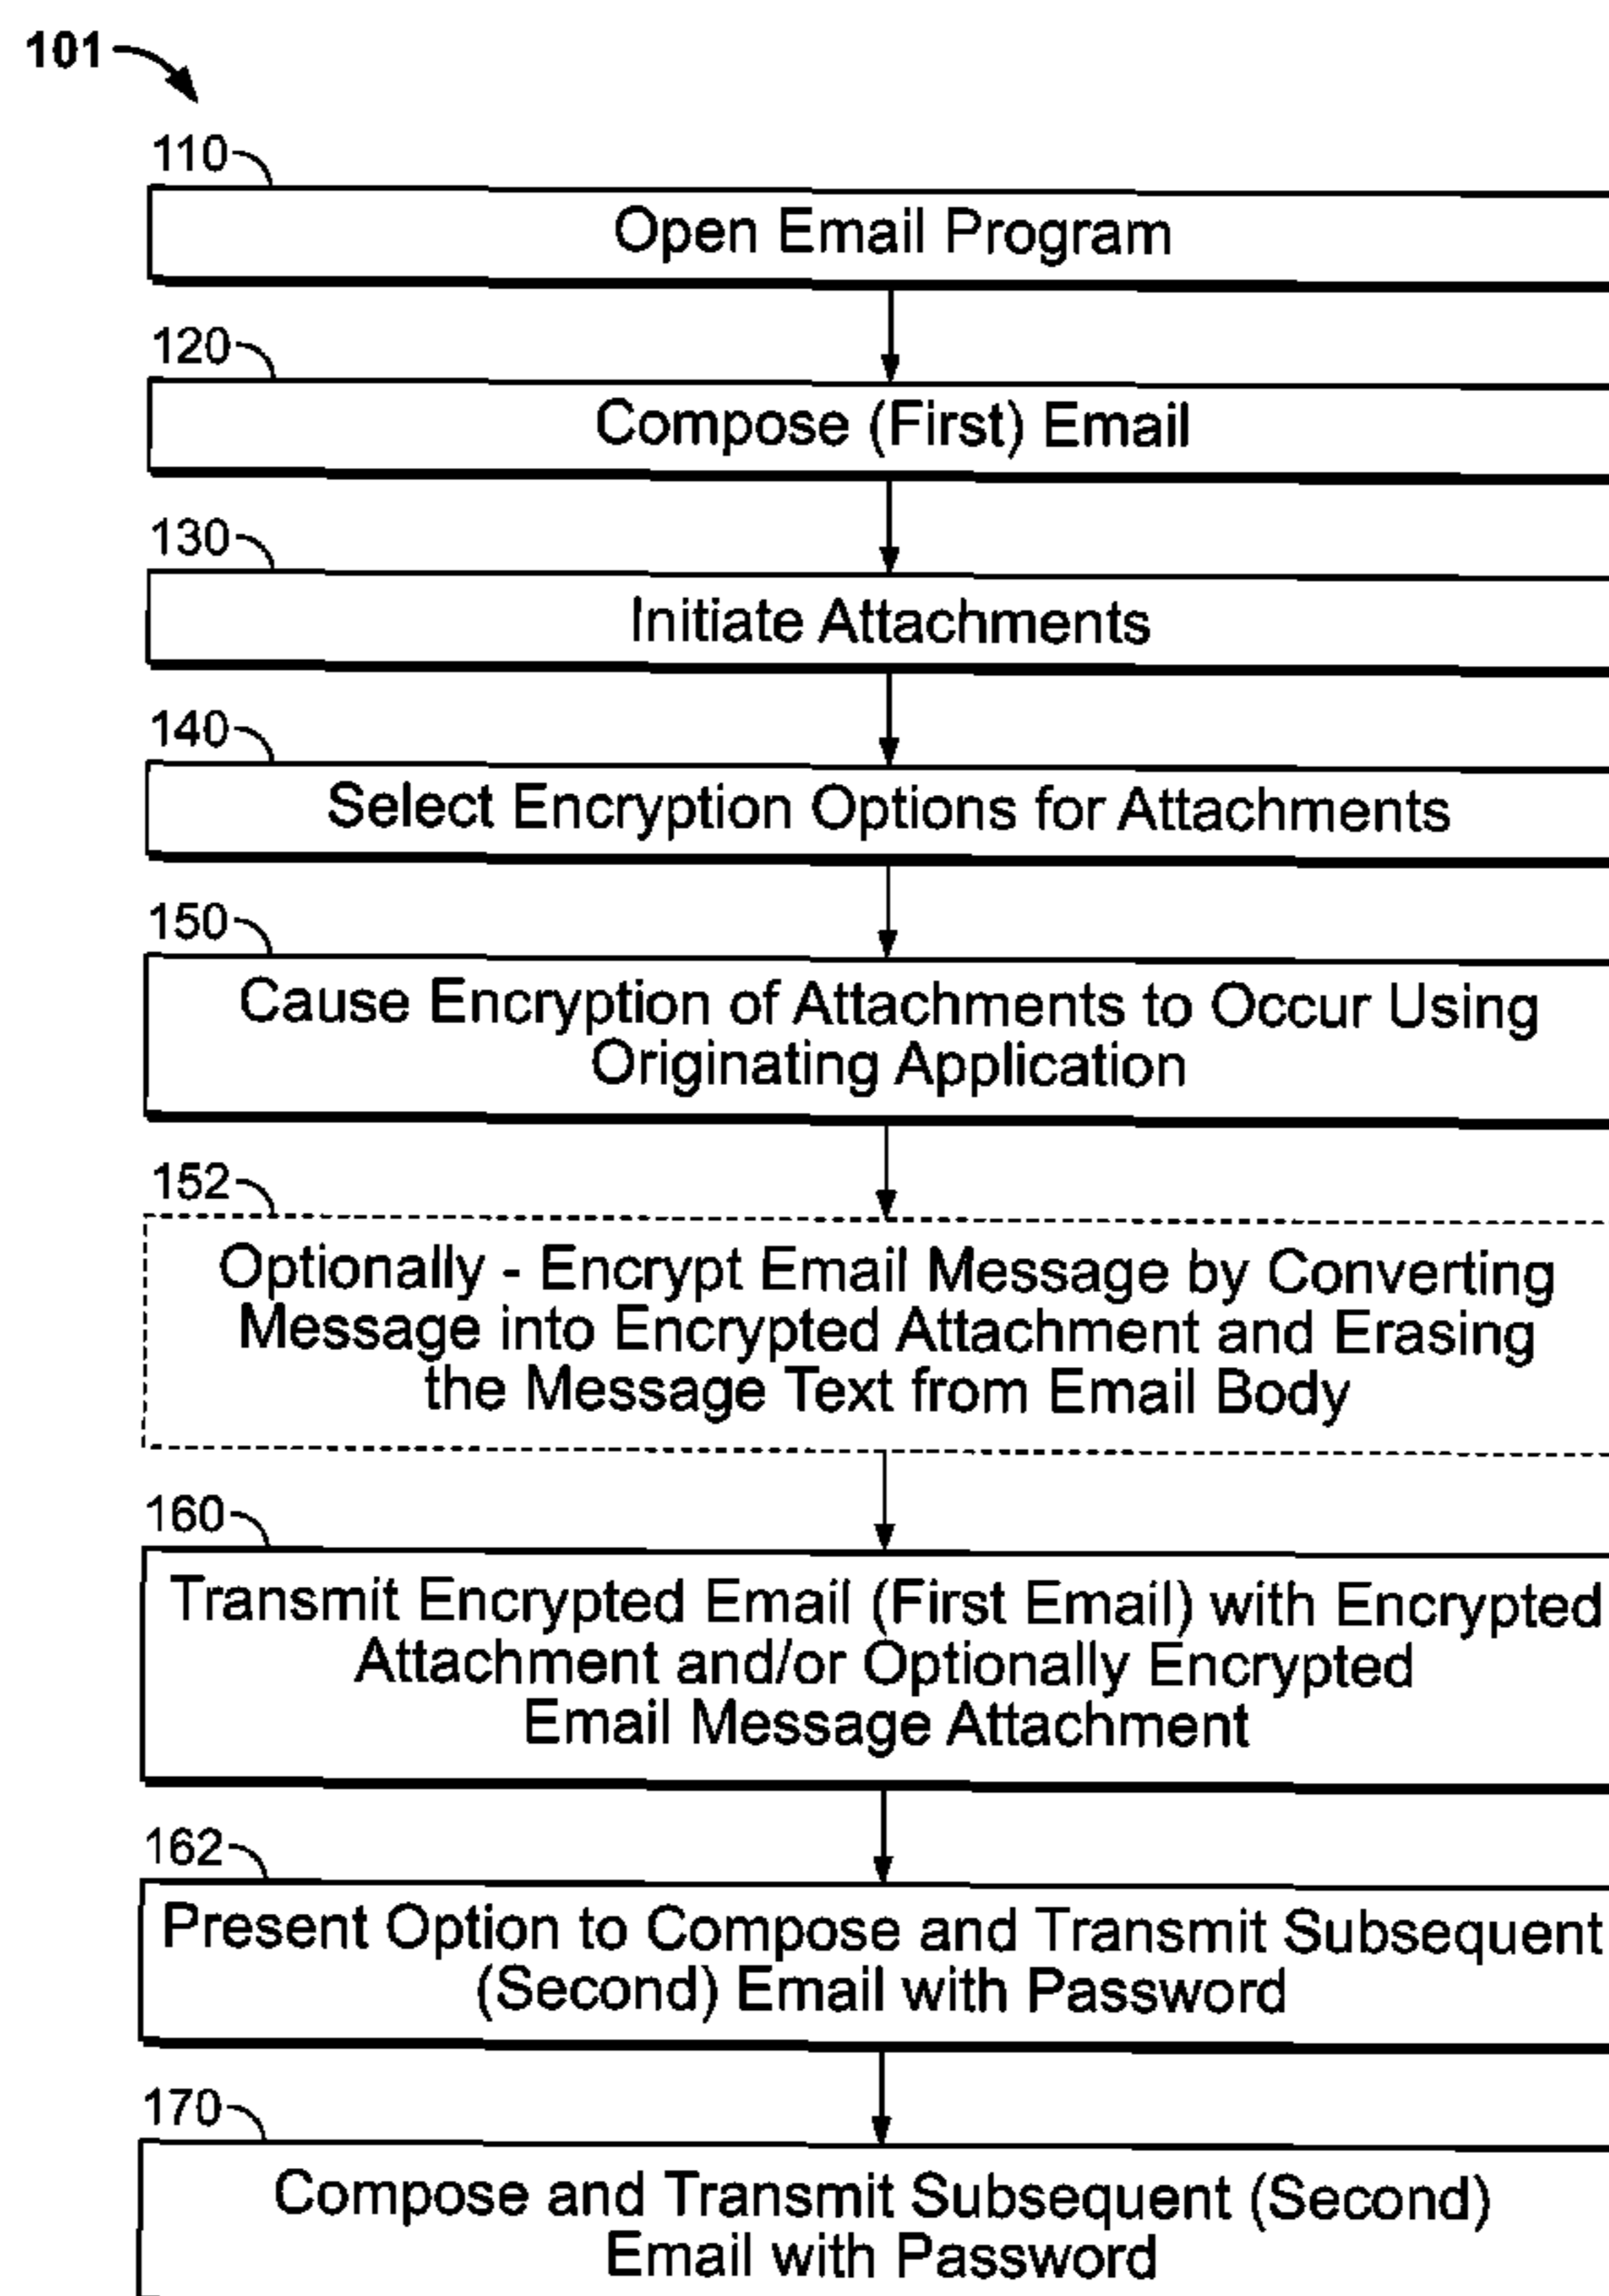 101
110
Open Email Program
120
Compose (First) Email
130
Initiate Attachments
140
Select Encryption Options for Attachments
150
Cause Encryption of Attachments to Occur Using
Originating Application
152
Optionally - Encrypt Email Message by Converting
Message into Encrypted Attachment and Erasing
the Message Text from Email Body
160
Transmit Encrypted Email (First Email) with Encrypted
Attachment and/or Optionally Encrypted
Email Message Attachment
162
Present Option to Compose and Transmit Subsequent
(Second) Email with Password
170
Compose and Transmit Subsequent (Second)
Email with Password